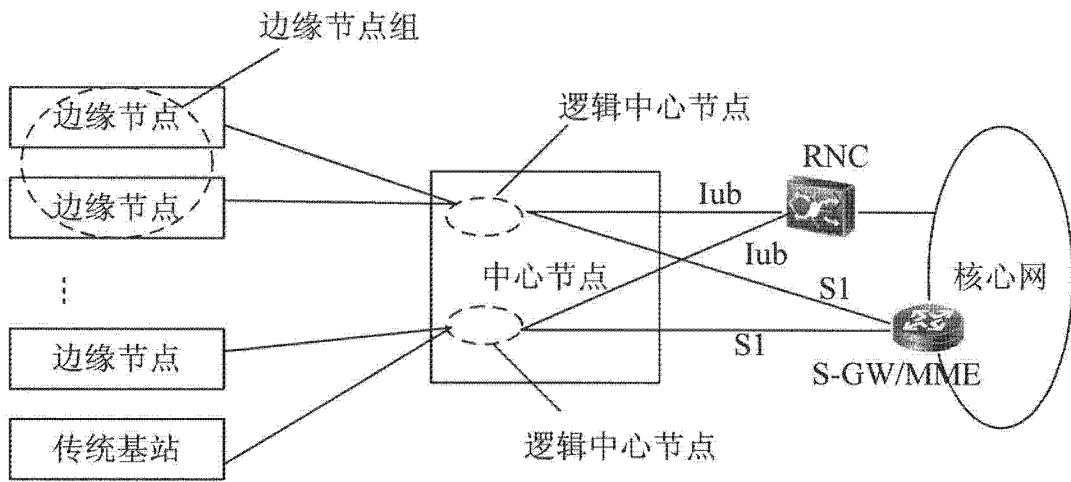 边缘节点组
边缘节点
逻辑中心节点
RNC
边缘节点
Iub
Iub
中心节点
S1
核心网
⋮
边缘节点
S1
S-GW/MME
传统基站
逻辑中心节点